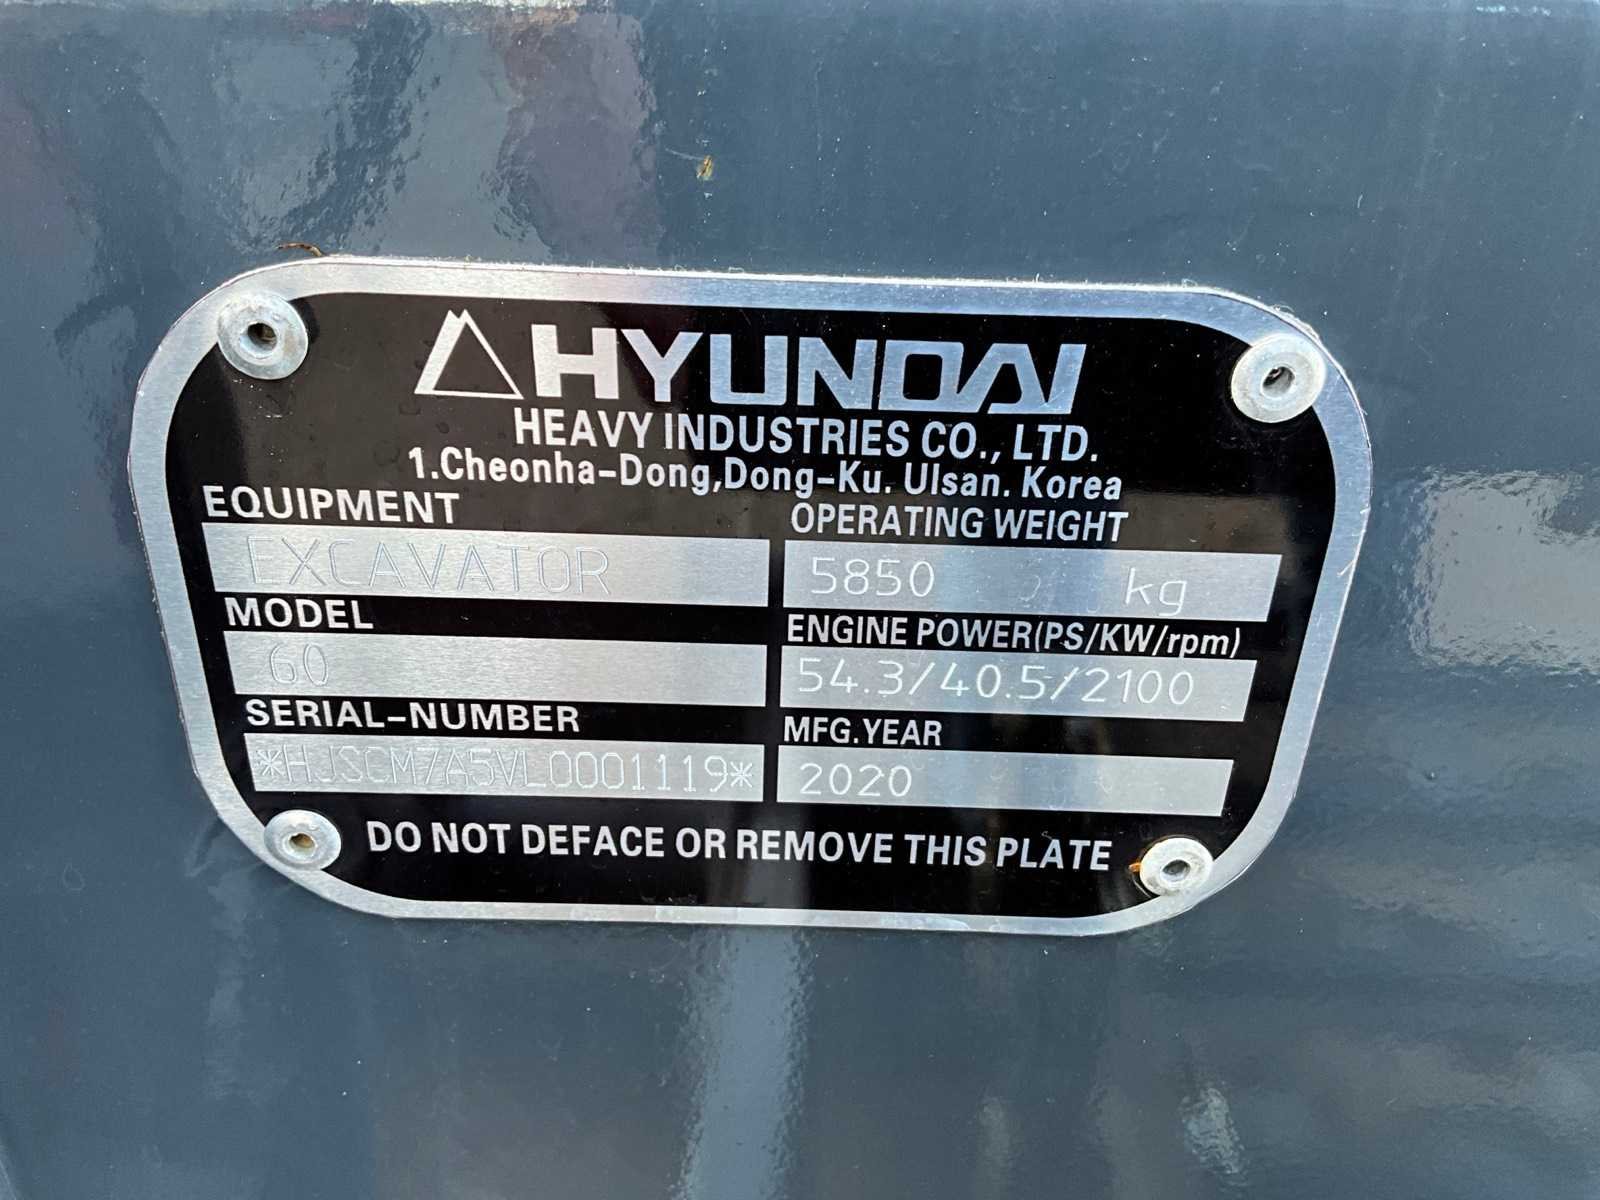 HYUNDAI
HEAVY INDUSTRIES CO., LTD.
1.Cheonha-Dong,Dong-Ku. Ulsan. Korea
EQUIPMENT
EXCAVATOR
OPERATING WEIGHT
5850 kg
MODEL
60
ENGINE POWER(PS/KW/rpm)
54.3/40.5/2100
SERIAL-NUMBER
*HJSCM7A5VL0001119*
MFG.YEAR
2020
DO NOT DEFACE OR REMOVE THIS PLATE